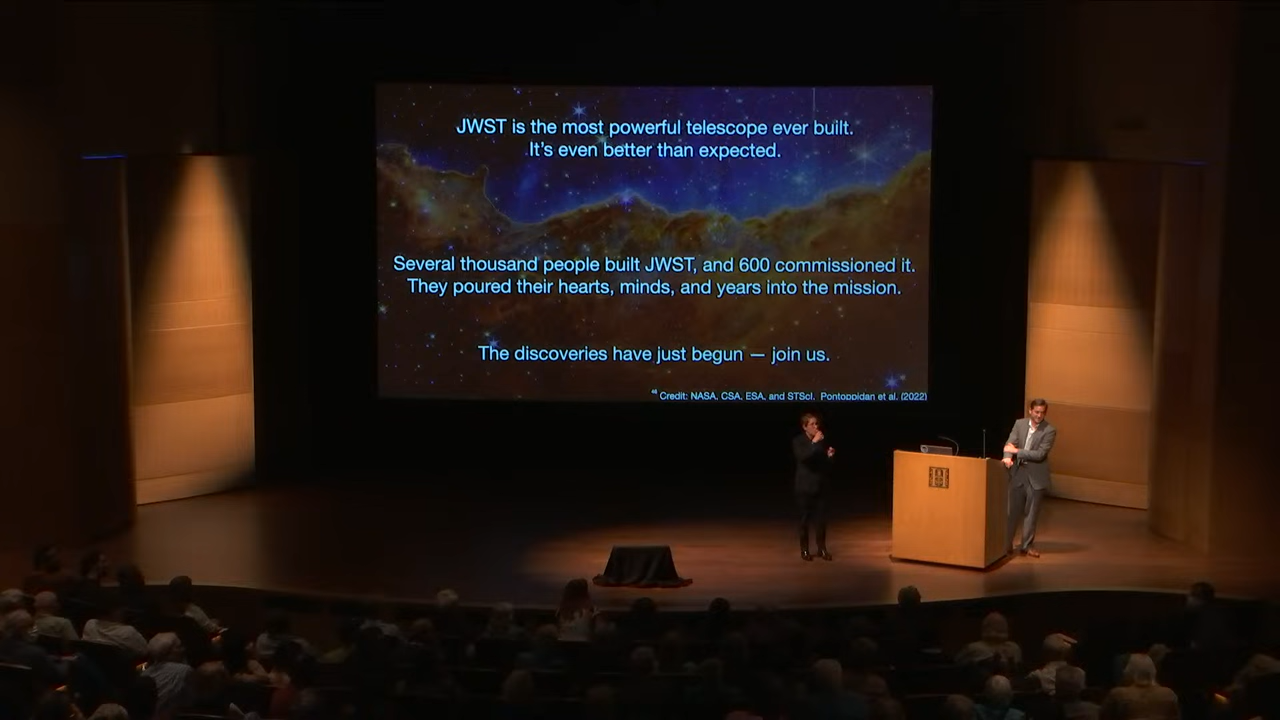 JWST is the most powerful telescope ever built.
It's even better than expected.
Several thousand people built JWST, and 600 commissioned it.
They poured their hearts, minds, and years into the mission.
The discoveries have just begun — join us.
Credit: NASA, CSA, ESA, and STScI, Pontoppidan et al. (2022)